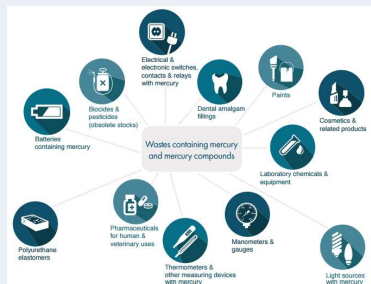 Electrical &
electronic switches,
contacts & relays
with mercury
Biocides &
pesticides
(obsolete stocks)
Dental amalgam
fillings
Paints
Batteries
containing mercury
Cosmetics &
related products
Wastes containing mercury
and mercury compounds
Laboratory chemicals &
equipment
Pharmaceuticals
for human &
veterinary uses
Manometers &
gauges
Polyurethane
elastomers
Thermometers &
other measuring devices
with mercury
Light sources
with mercury